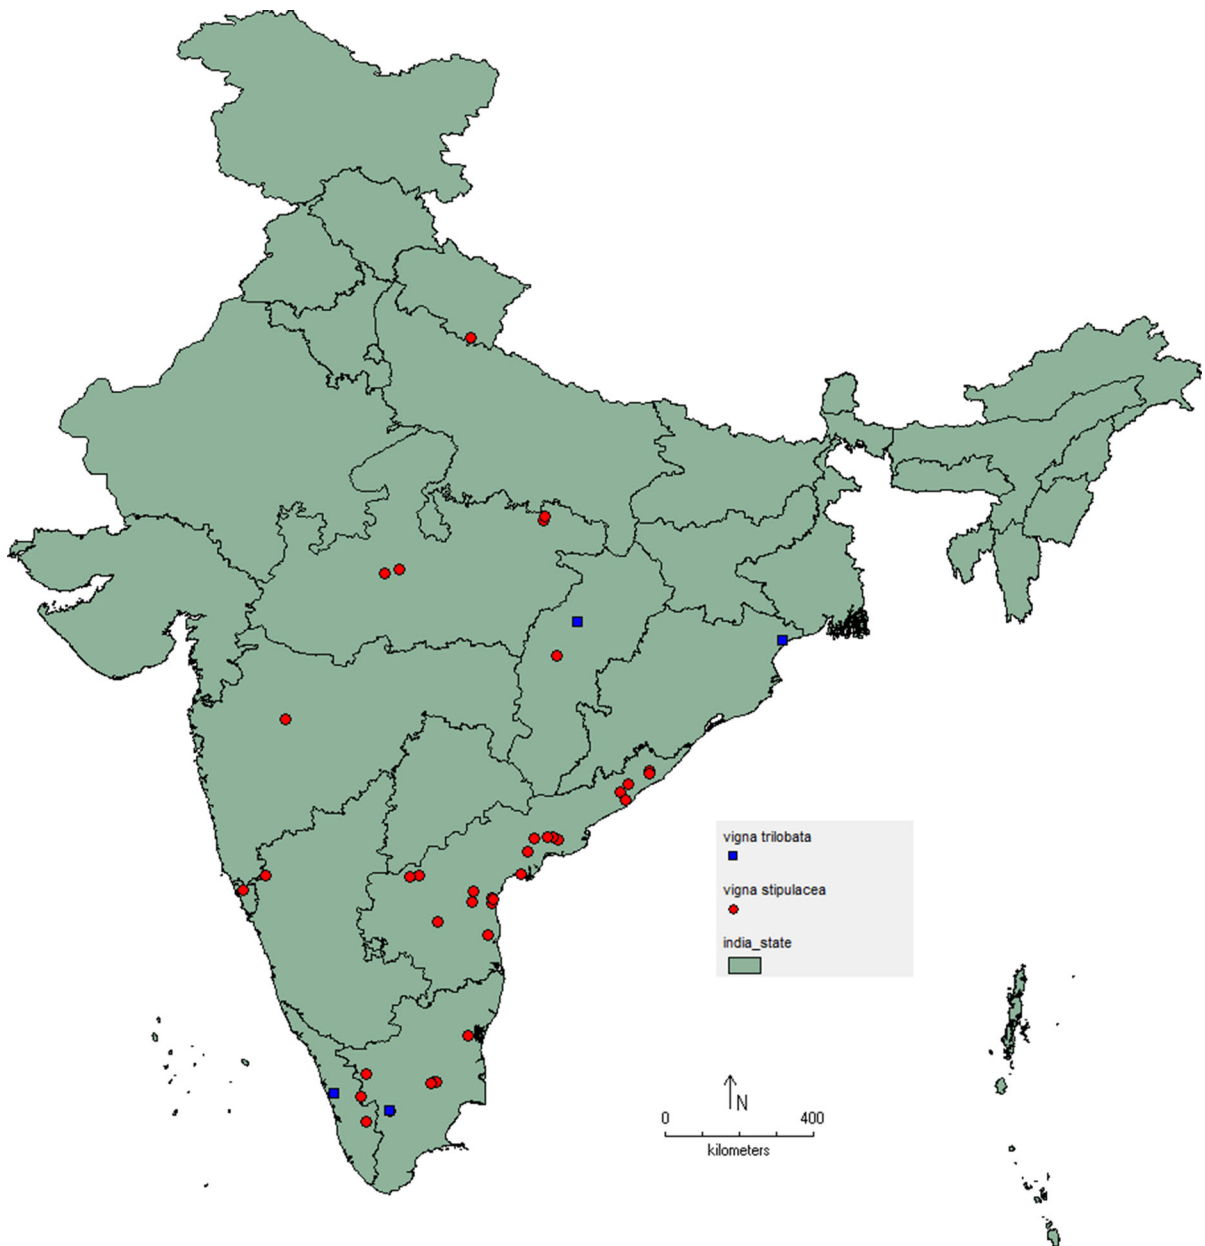 vigna trilobata
vigna stipulacea
india_state
N
0 400
kilometers